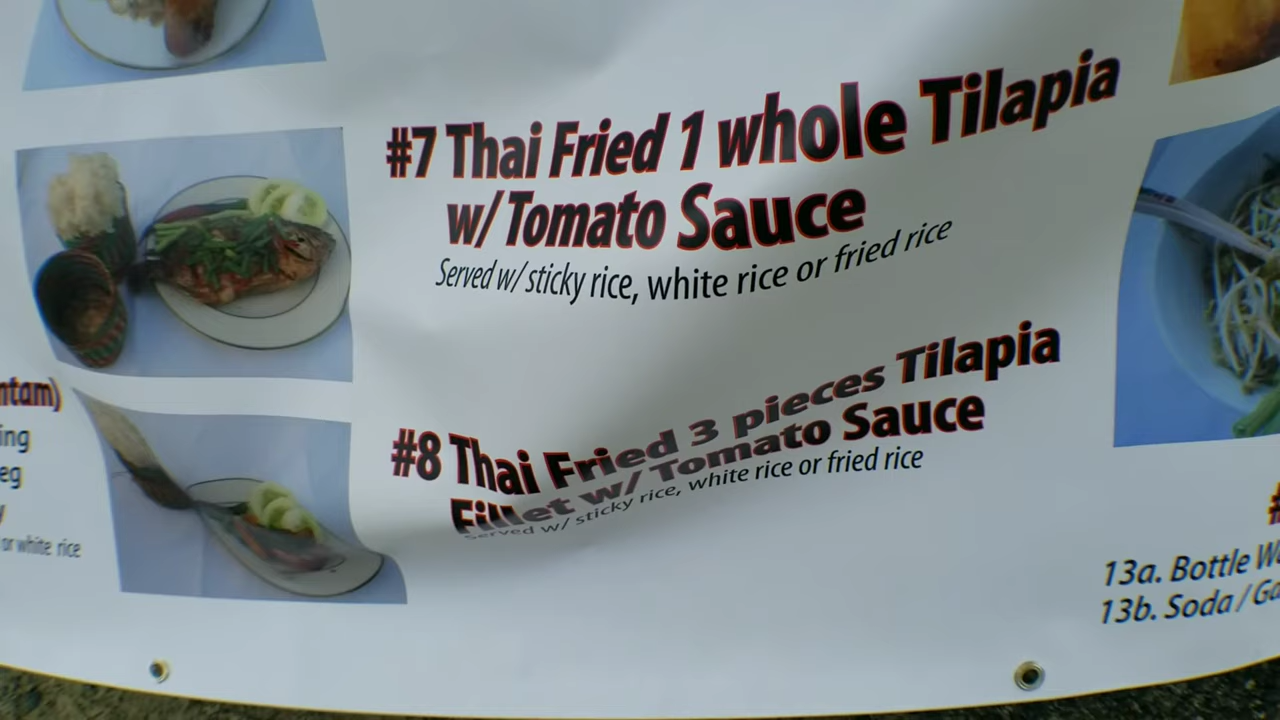 #7 Thai Fried 1 whole Tilapia
w/ Tomato Sauce
Served w/ sticky rice, white rice or fried rice
#8 Thai Fried 3 pieces Tilapia
Fillet w/ Tomato Sauce
Served w/ sticky rice, white rice or fried rice
ntam)
ing
eg
y
or white rice
#
13a. Bottle W
13b. Soda / Ga